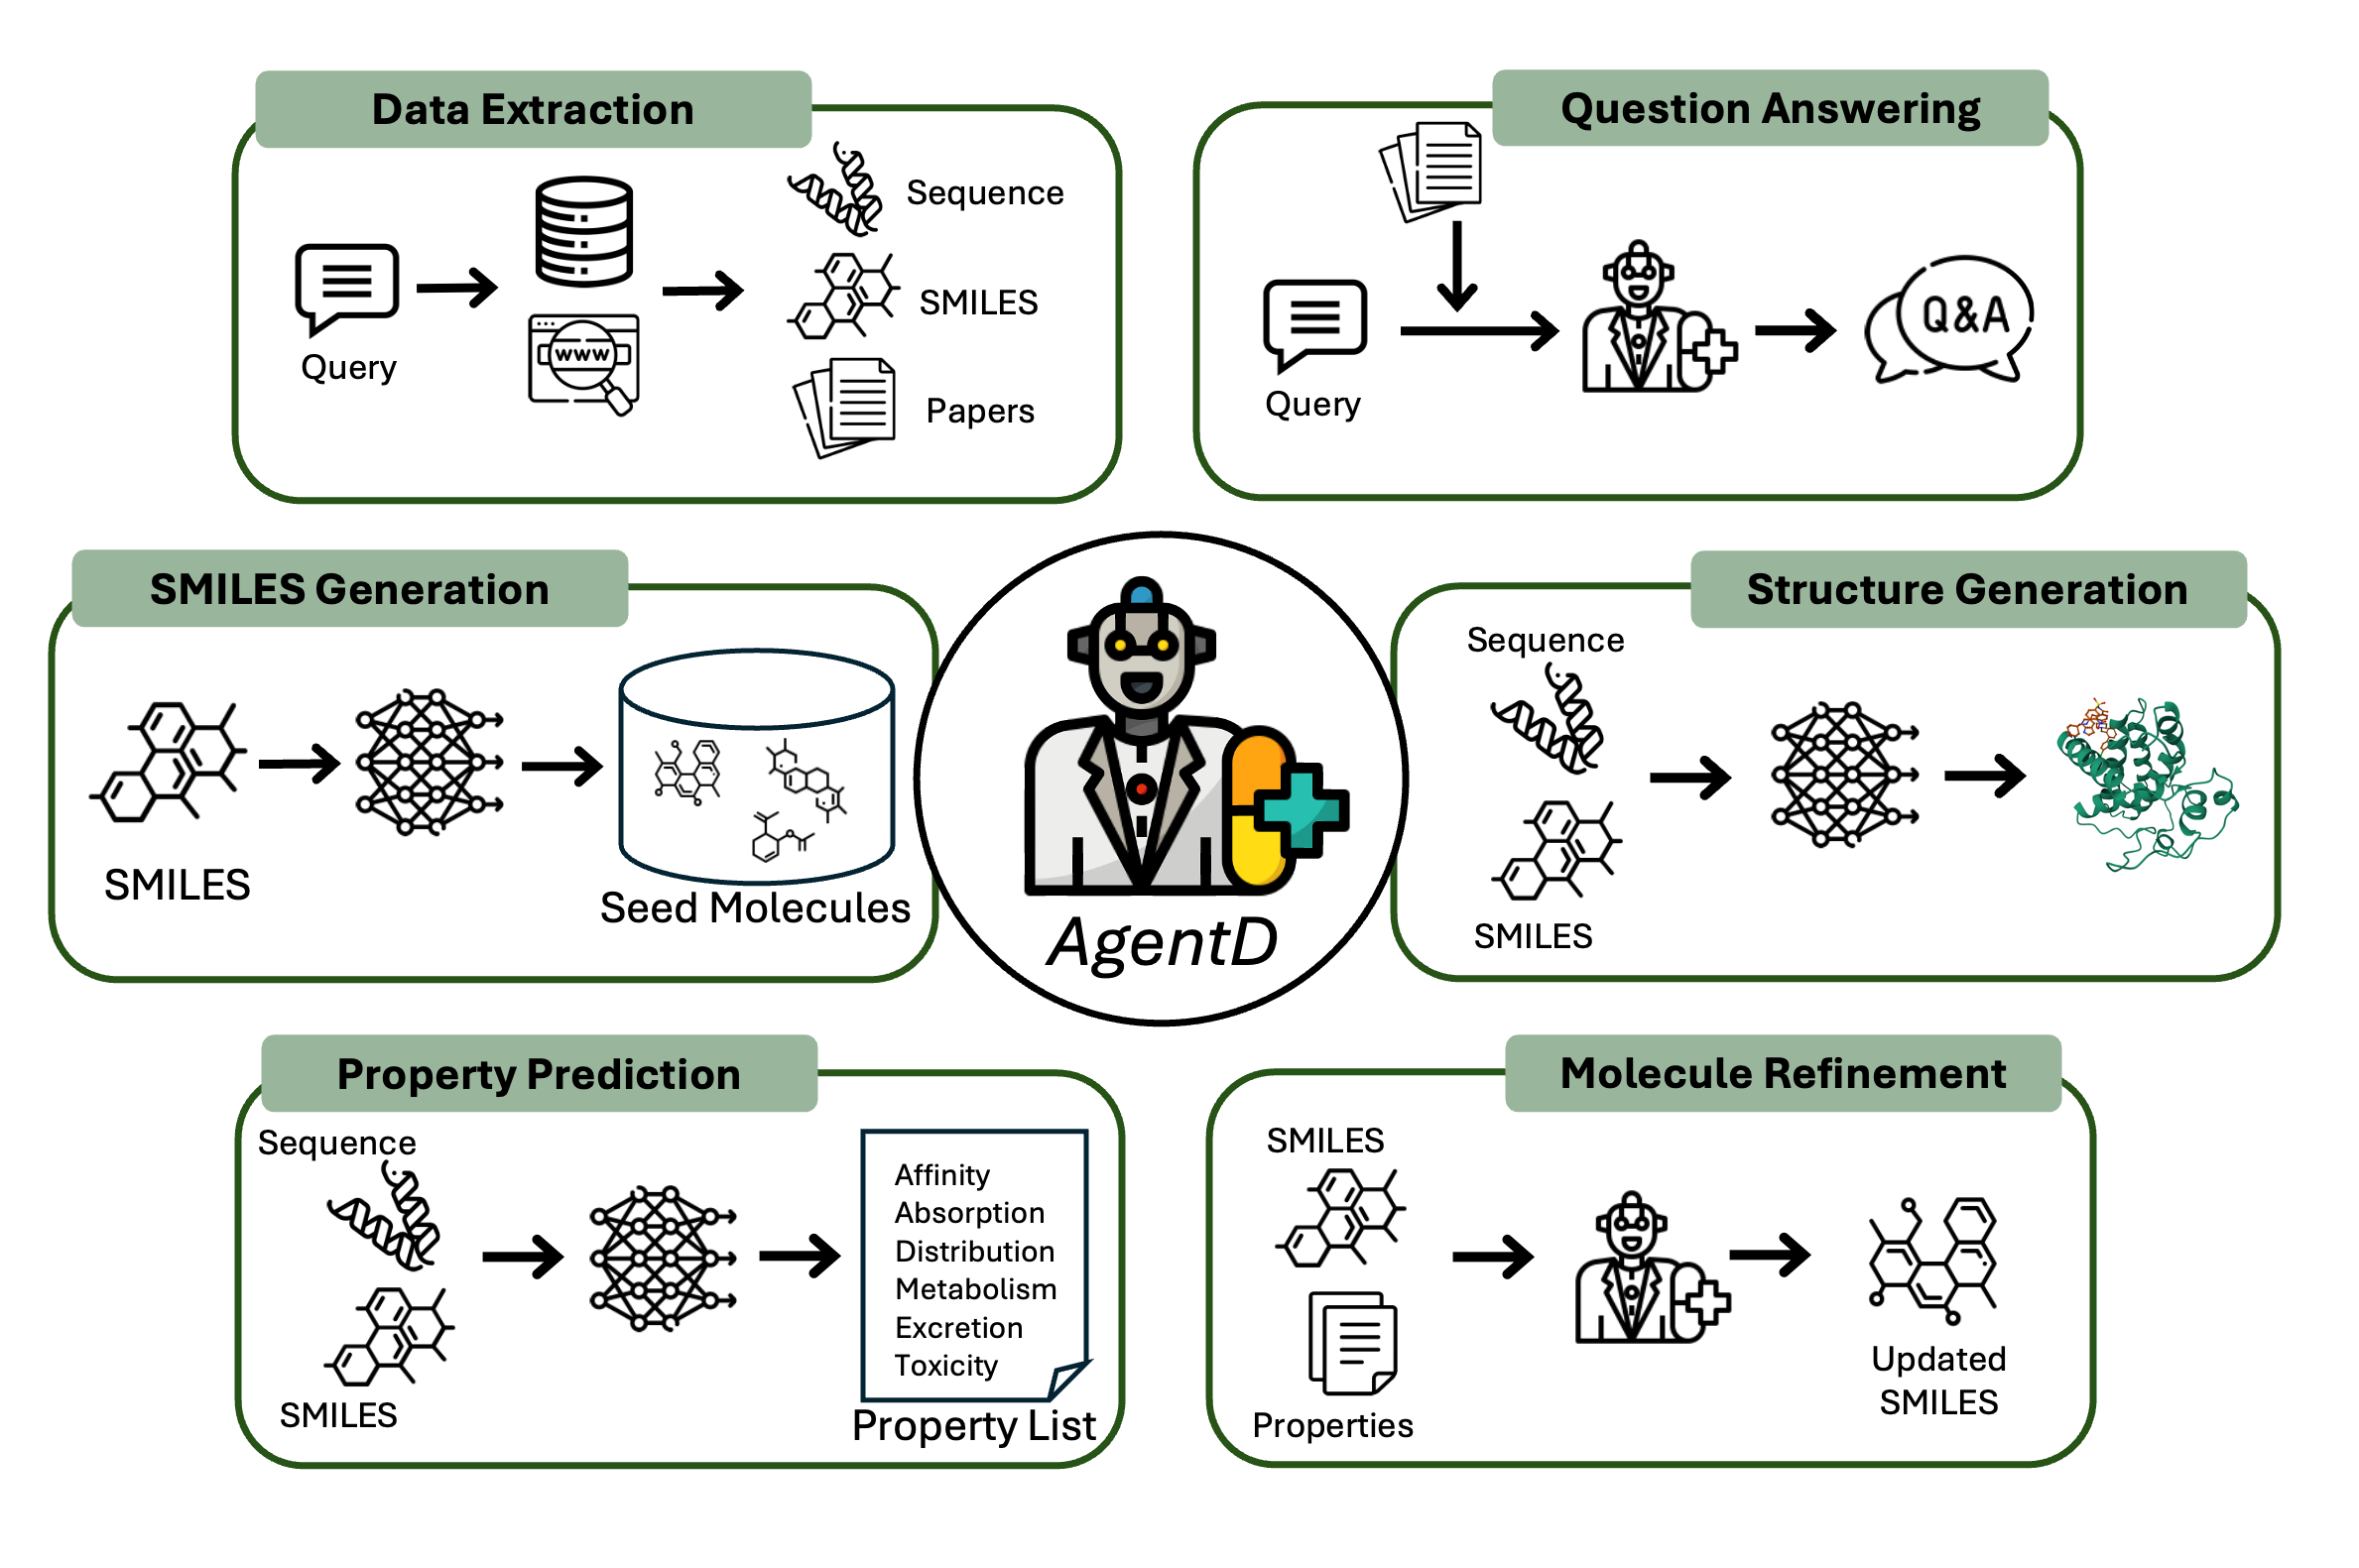 Data Extraction
Query
www
Sequence
SMILES
Papers
Question Answering
Query
Q&A
SMILES Generation
SMILES
Seed Molecules
AgentD
Structure Generation
Sequence
SMILES
Property Prediction
Sequence
SMILES
Affinity
Absorption
Distribution
Metabolism
Excretion
Toxicity
Property List
Molecule Refinement
SMILES
Properties
Updated
SMILES